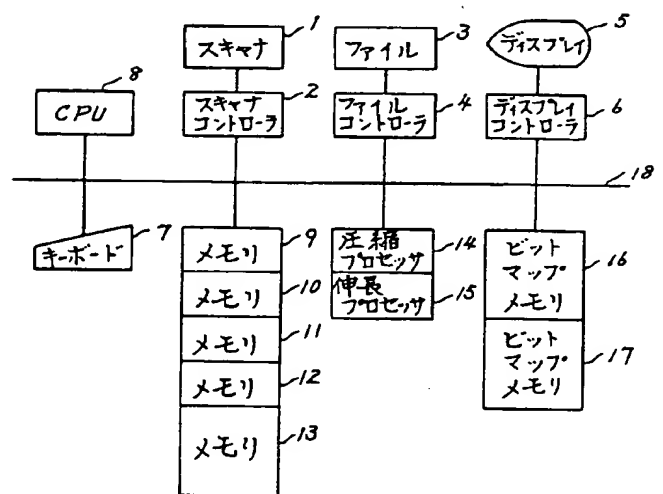 スキャナ
1
ファイル
3
ディスプレイ
5
CPU
8
スキャナ
コントローラ
2
ファイル
コントローラ
4
ディスプレイ
コントローラ
6
18
キーボード
7
メモリ
9
メモリ
10
メモリ
11
メモリ
12
メモリ
13
圧縮
プロセッサ
14
伸長
プロセッサ
15
ビット
マップ
メモリ
16
ビット
マップ
メモリ
17